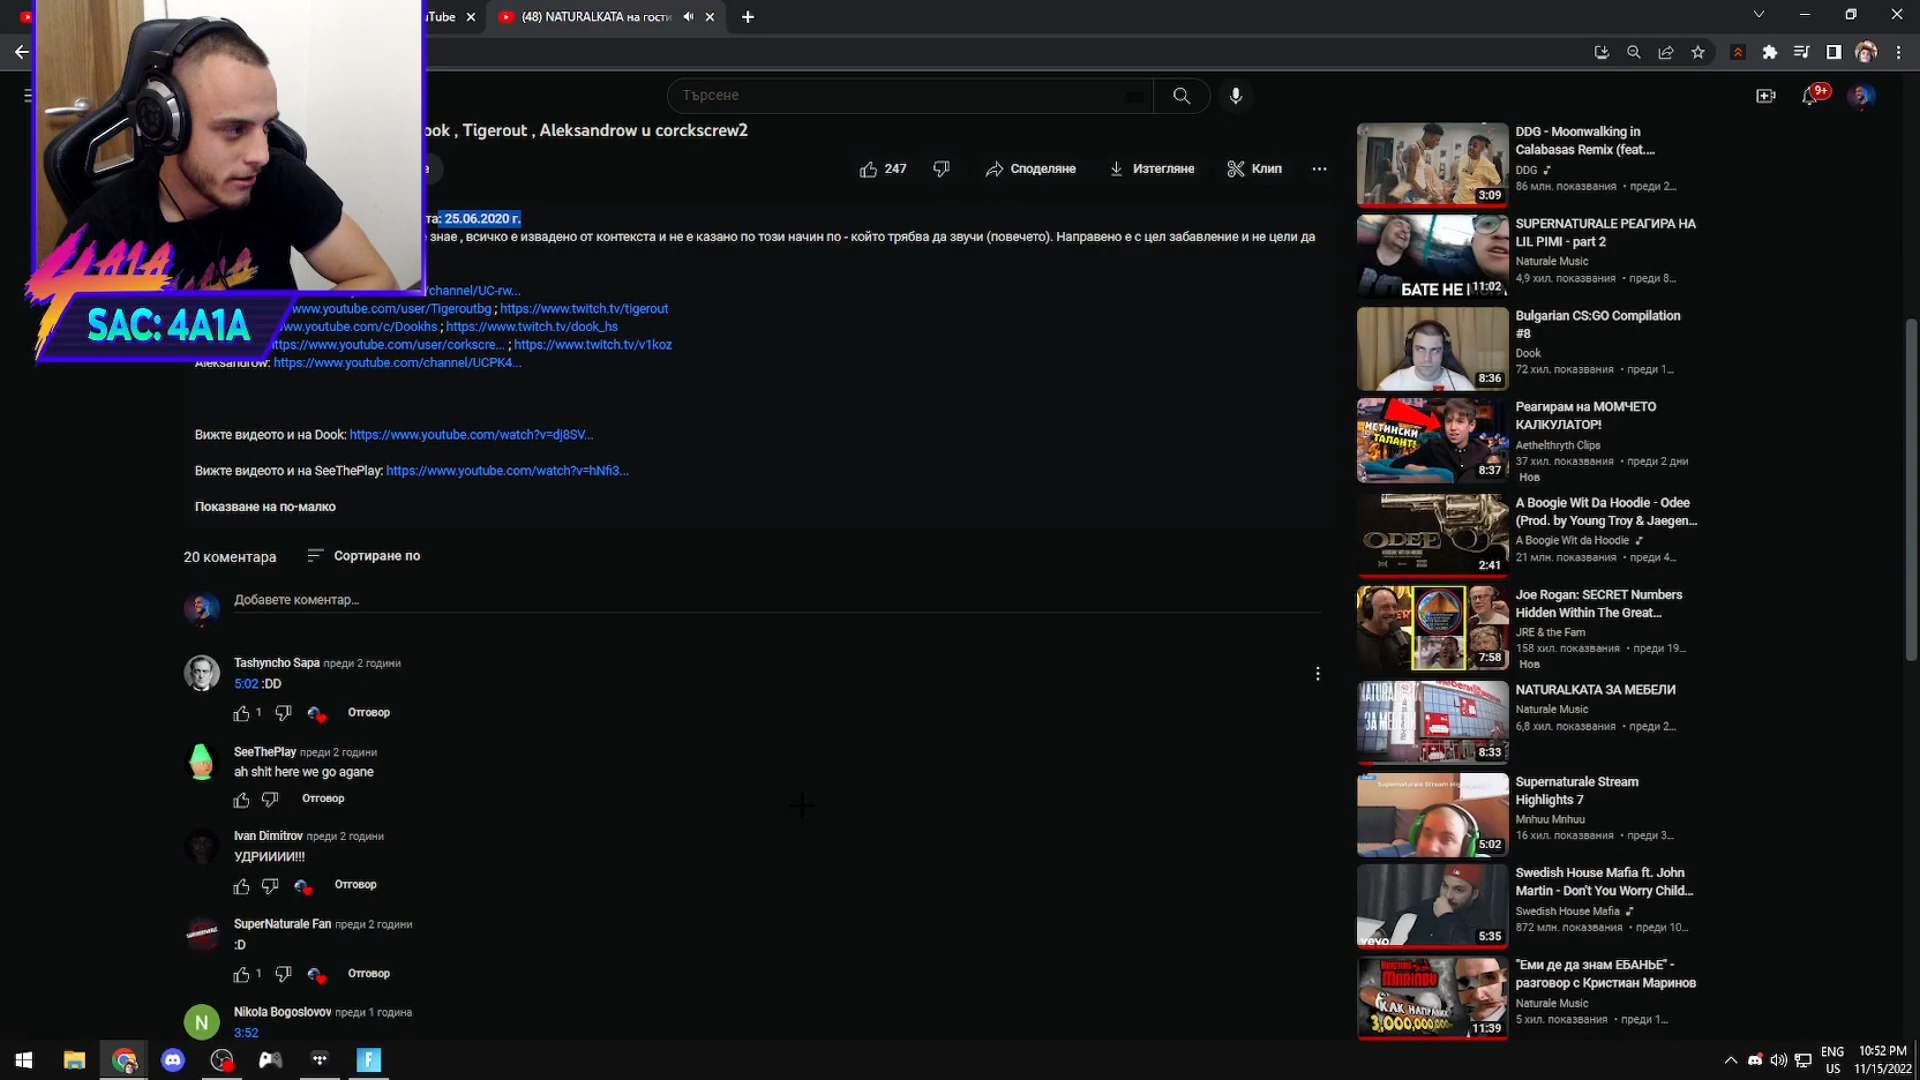 uTube
(48) NATURALKATA на гости
Търсене
9+
ook , Tigerout , Aleksandrow и corckscrew2
247
Споделяне
Изтегляне
Клип
та: 25.06.2020 г.
знае , всичко е извадено от контекста и не е казано по този начин по - който трябва да звучи (повечето). Направено е с цел забавление и не цели да
/channel/UC-rw...
www.youtube.com/user/Tigeroutbg ; https://www.twitch.tv/tigerout
www.youtube.com/c/Dookhs ; https://www.twitch.tv/dook_hs
https://www.youtube.com/user/corkscre... ; https://www.twitch.tv/v1koz
Aleksandrow: https://www.youtube.com/channel/UCPK4...
4A1A
SAC: 4A1A
Вижте видеото и на Dook: https://www.youtube.com/watch?v=dj8SV...
Вижте видеото и на SeeThePlay: https://www.youtube.com/watch?v=hNfi3...
Показване на по-малко
20 коментара
Сортиране по
Добавете коментар...
Tashyncho Sapa преди 2 години
5:02 :DD
1
Отговор
SeeThePlay преди 2 години
ah shit here we go agane
Отговор
Ivan Dimitrov преди 2 години
УДРИИИИ!!!
Отговор
SuperNaturale Fan преди 2 години
:D
1
Отговор
N
Nikola Bogoslovov преди 1 година
3:52
DDG - Moonwalking in
Calabasas Remix (feat....
DDG
86 млн. показвания • преди 2...
3:09
SUPERNATURALE РЕАГИРА НА
LIL PIMI - part 2
Naturale Music
4,9 хил. показвания • преди 8...
БАТЕ НЕ
11:02
Bulgarian CS:GO Compilation
#8
Dook
72 хил. показвания • преди 1...
8:36
Реагирам на МОМЧЕТО
КАЛКУЛАТОР!
Aethelthryth Clips
37 хил. показвания • преди 2 дни
Нов
ИСТИНСКИ
ТАЛАНТ!
8:37
A Boogie Wit Da Hoodie - Odee
(Prod. by Young Troy & Jaegen...
A Boogie Wit da Hoodie
21 млн. показвания • преди 4...
ODEE
2:41
Joe Rogan: SECRET Numbers
Hidden Within The Great...
JRE & the Fam
158 хил. показвания • преди 19...
Нов
7:58
NATURALKATA ЗА МЕБЕЛИ
Naturale Music
6,8 хил. показвания • преди 2...
8:33
Supernaturale Stream
Highlights 7
Mnhuu Mnhuu
16 хил. показвания • преди 3...
Supernaturale Stream
5:02
Swedish House Mafia ft. John
Martin - Don't You Worry Child...
Swedish House Mafia
872 млн. показвания • преди 10...
vevo
5:35
"Еми де да знам ЕБАНЬЕ" -
разговор с Кристиан Маринов
Naturale Music
5 хил. показвания • преди 1...
MARINOV
КАК НАПРАВИХ
3,000,000
11:39
ENG
US
10:52 PM
11/15/2022